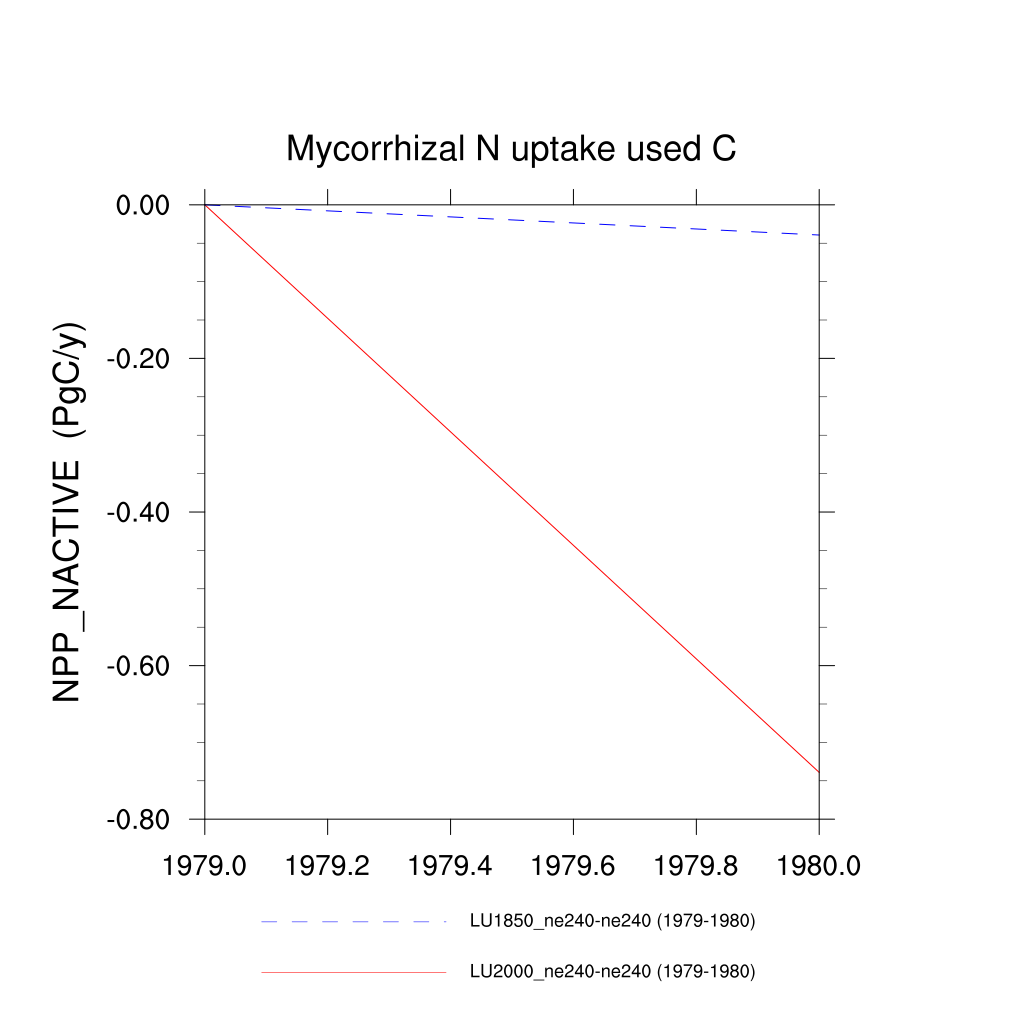 Mycorrhizal N uptake used C
NPP_NACTIVE (PgC/y)
0.00
-0.20
-0.40
-0.60
-0.80
1979.0 1979.2 1979.4 1979.6 1979.8 1980.0
LU1850_ne240-ne240 (1979-1980)
LU2000_ne240-ne240 (1979-1980)